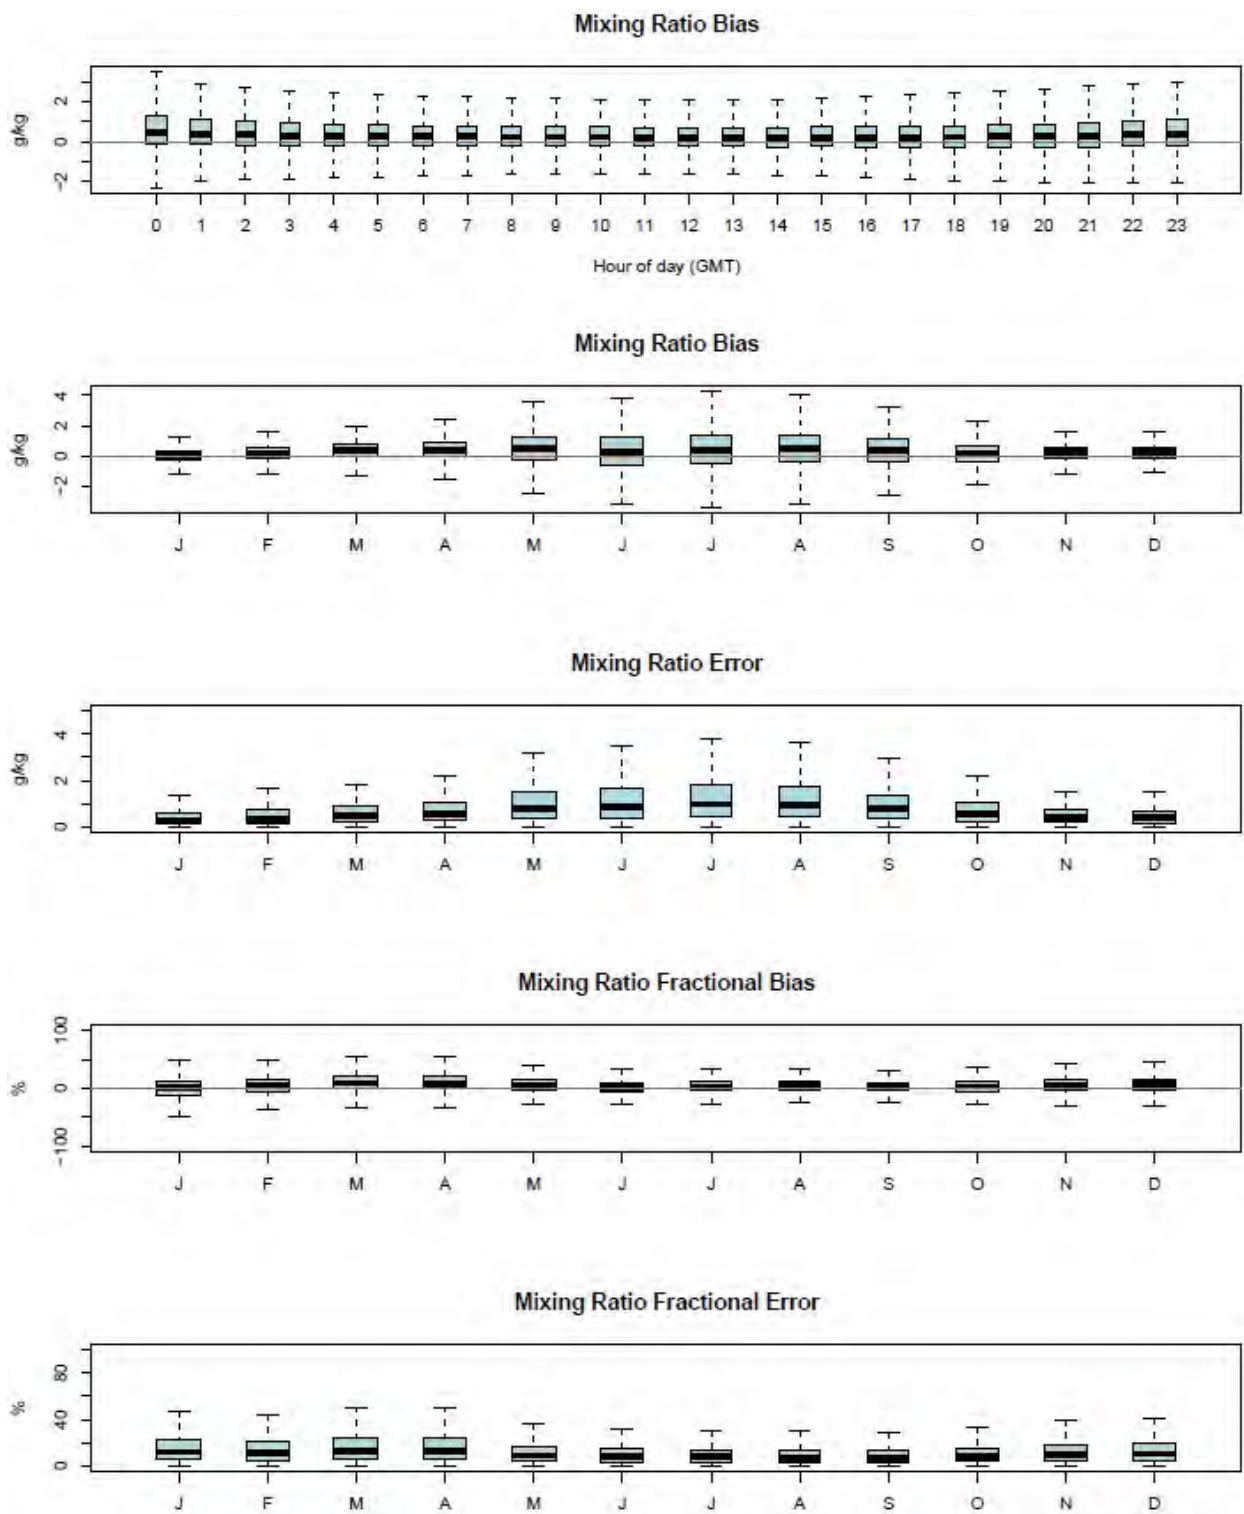 Mixing Ratio Bias
g/kg
2
0
−2
0 1 2 3 4 5 6 7 8 9 10 11 12 13 14 15 16 17 18 19 20 21 22 23
Hour of day (GMT)
Mixing Ratio Bias
g/kg
4
2
0
−2
J F M A M J J A S O N D
Mixing Ratio Error
g/kg
4
2
0
J F M A M J J A S O N D
Mixing Ratio Fractional Bias
%
100
0
−100
J F M A M J J A S O N D
Mixing Ratio Fractional Error
%
80
40
0
J F M A M J J A S O N D